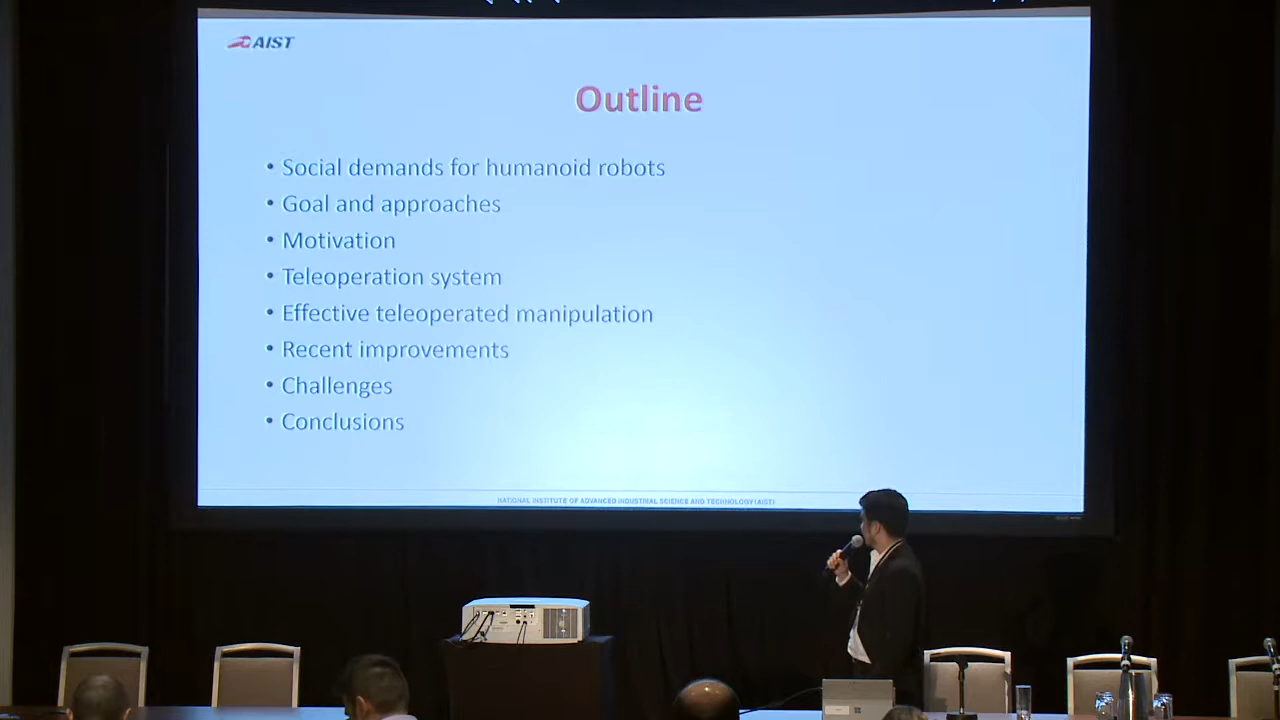 AIST
Outline
• Social demands for humanoid robots
• Goal and approaches
• Motivation
• Teleoperation system
• Effective teleoperated manipulation
• Recent improvements
• Challenges
• Conclusions
NATIONAL INSTITUTE OF ADVANCED INDUSTRIAL SCIENCE AND TECHNOLOGY (AIST)